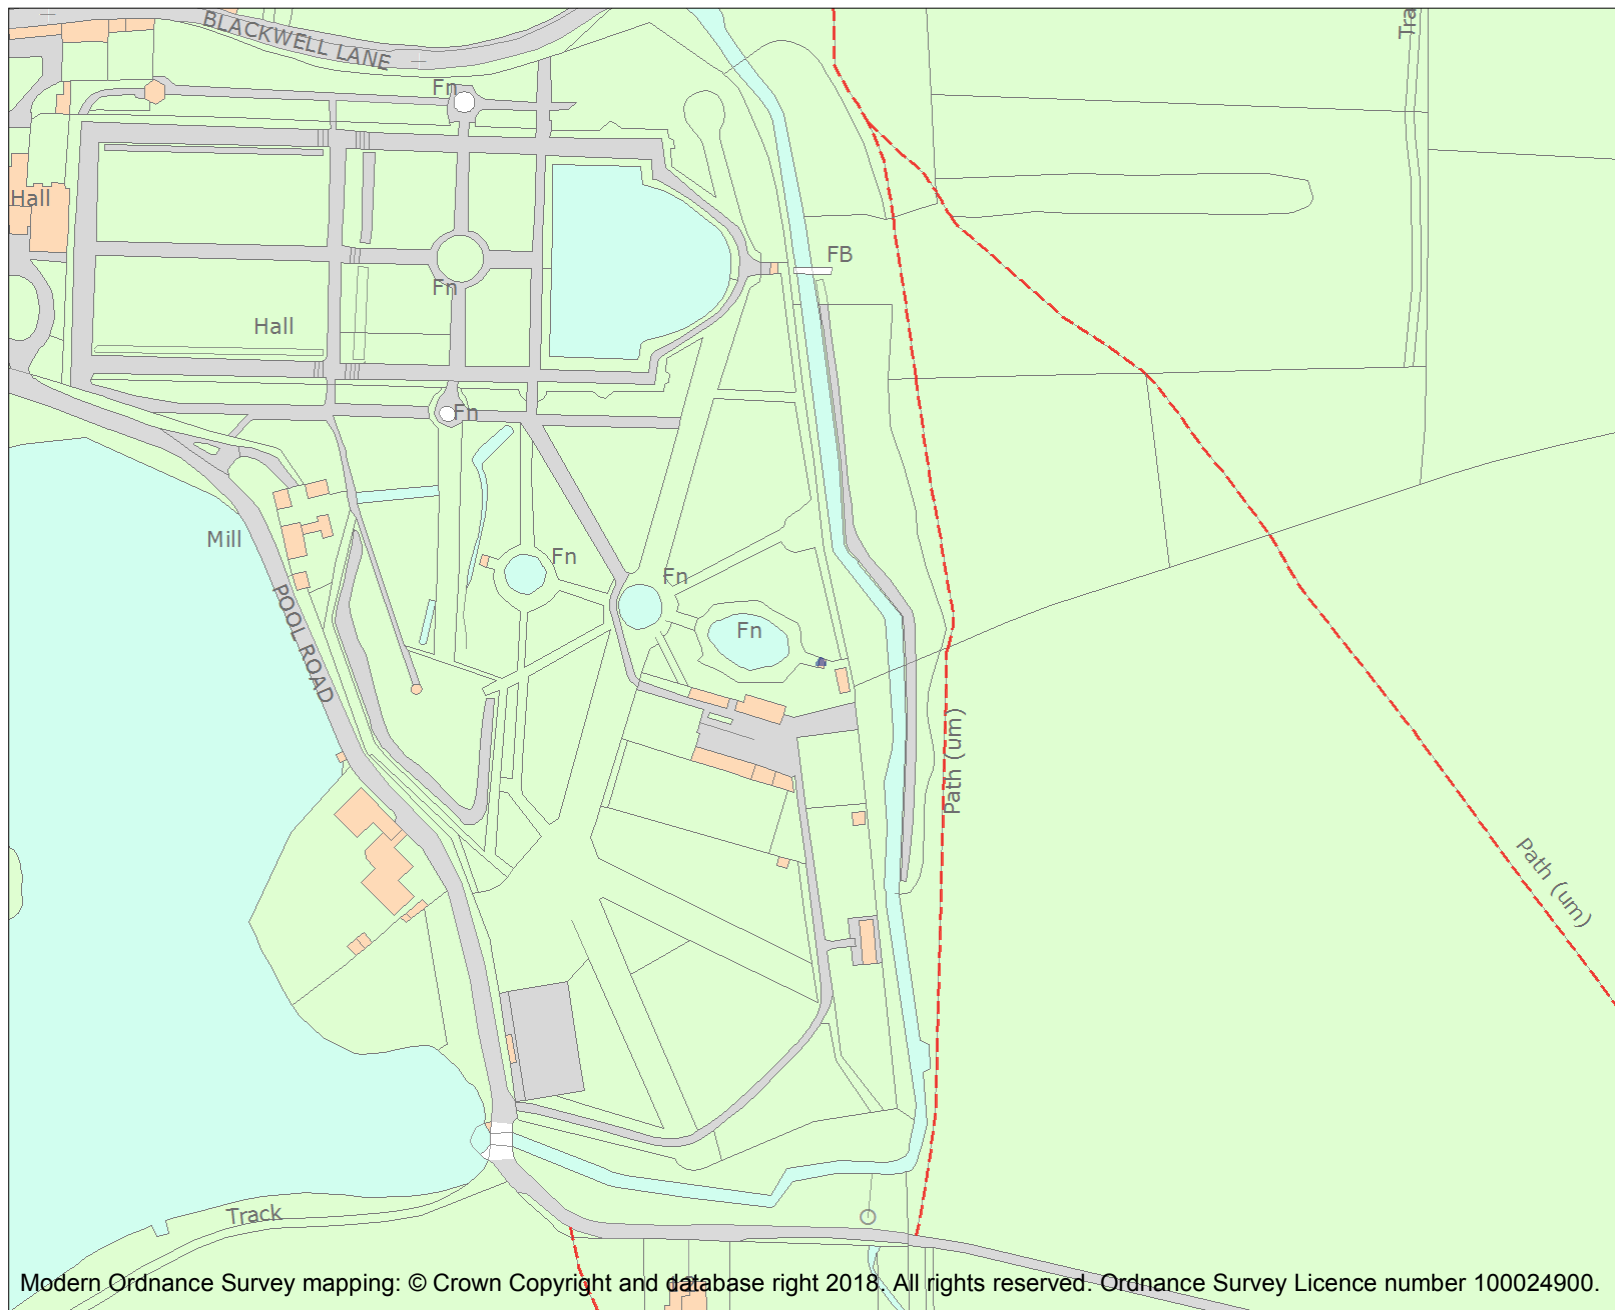 BLACKWELL LANE
Tra
Fn
Hall
FB
Fn
Hall
Fn
Mill
Fn
Fn
POOL ROAD
Fn
Path (um)
Path (um)
Track
Modern Ordnance Survey mapping: © Crown Copyright and database right 2018. All rights reserved. Ordnance Survey Licence number 100024900.